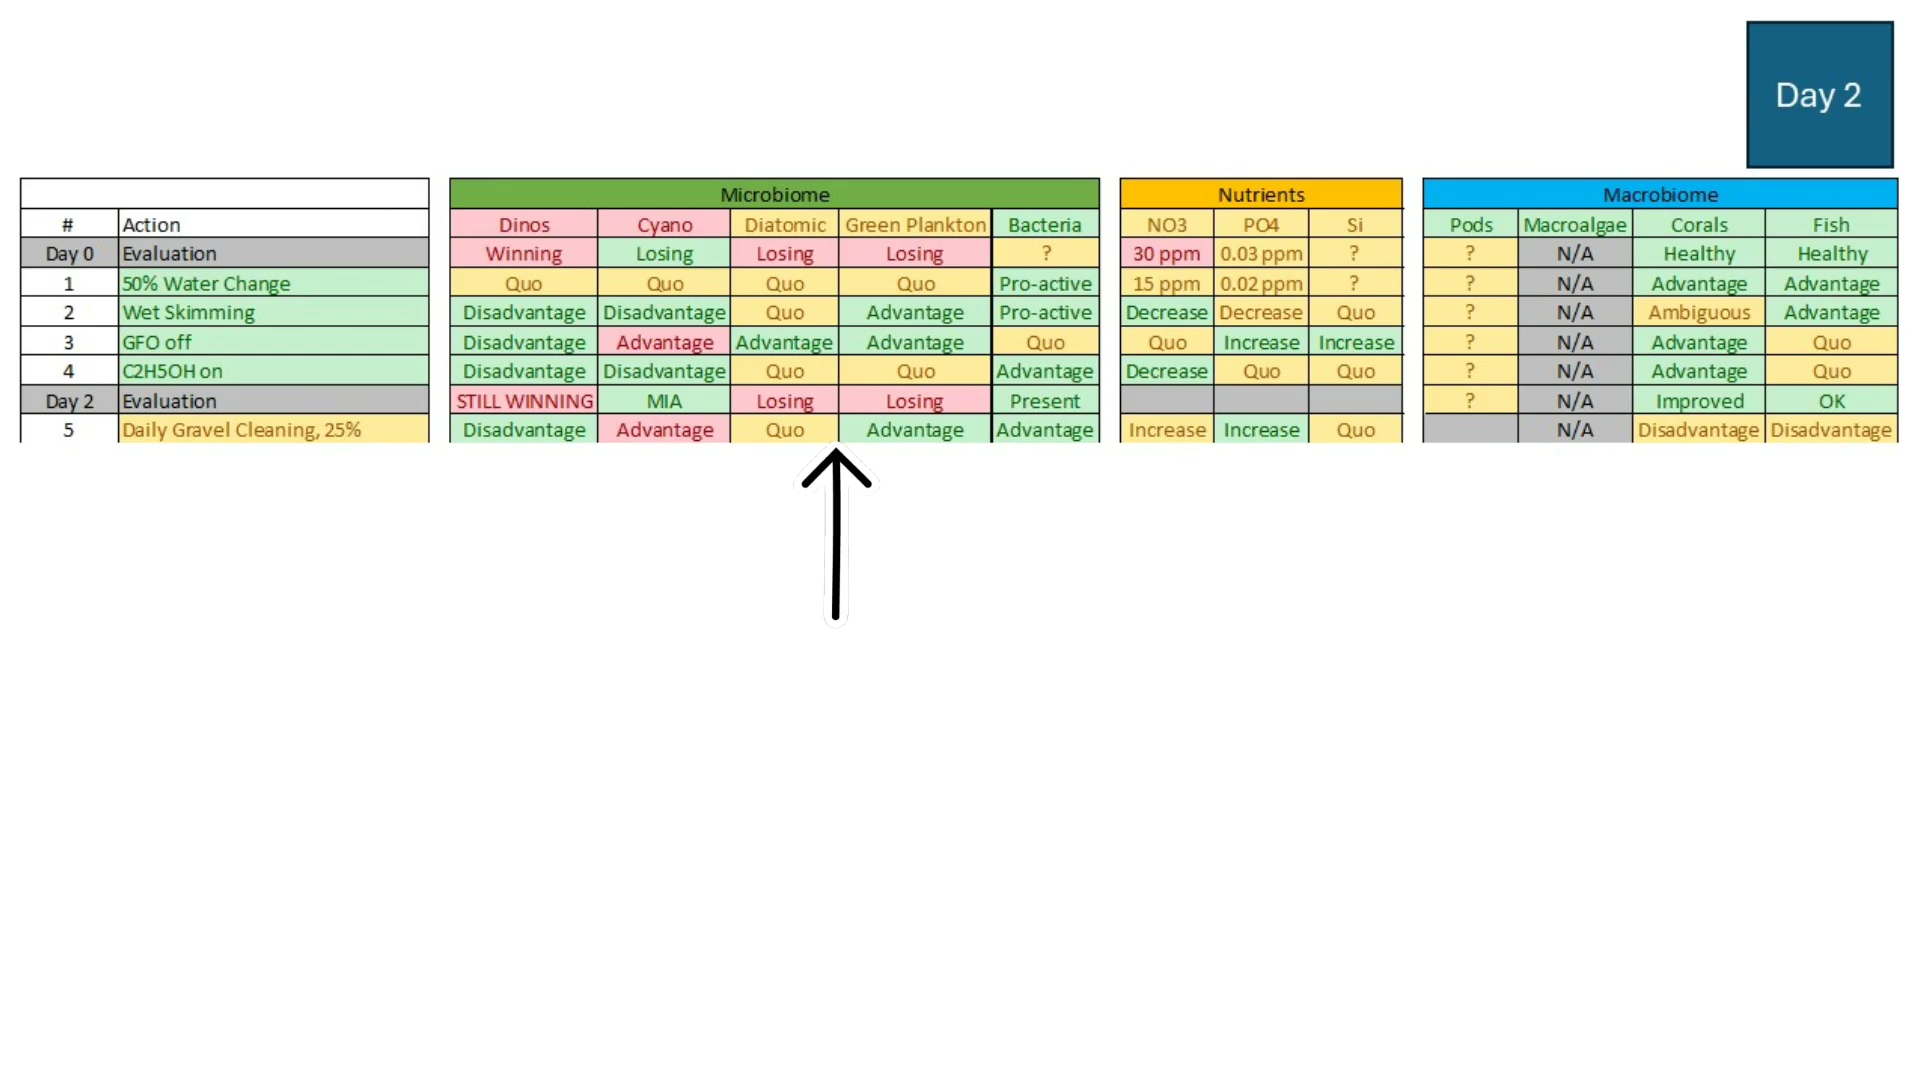 Day 2
Microbiome Nutrients Macrobiome
# Action Dinos Cyano Diatomic Green Plankton Bacteria NO3 PO4 Si Pods Macroalgae Corals Fish
Day 0 Evaluation Winning Losing Losing Losing ? 30 ppm 0.03 ppm ? ? N/A Healthy Healthy
1 50% Water Change Quo Quo Quo Quo Pro-active 15 ppm 0.02 ppm ? ? N/A Advantage Advantage
2 Wet Skimming Disadvantage Disadvantage Quo Advantage Pro-active Decrease Decrease Quo ? N/A Ambiguous Advantage
3 GFO off Disadvantage Advantage Advantage Advantage Quo Quo Increase Increase ? N/A Advantage Quo
4 C2H5OH on Disadvantage Disadvantage Quo Quo Advantage Decrease Quo Quo ? N/A Advantage Quo
Day 2 Evaluation STILL WINNING MIA Losing Losing Present ? N/A Improved OK
5 Daily Gravel Cleaning, 25% Disadvantage Advantage Quo Advantage Advantage Increase Increase Quo N/A Disadvantage Disadvantage